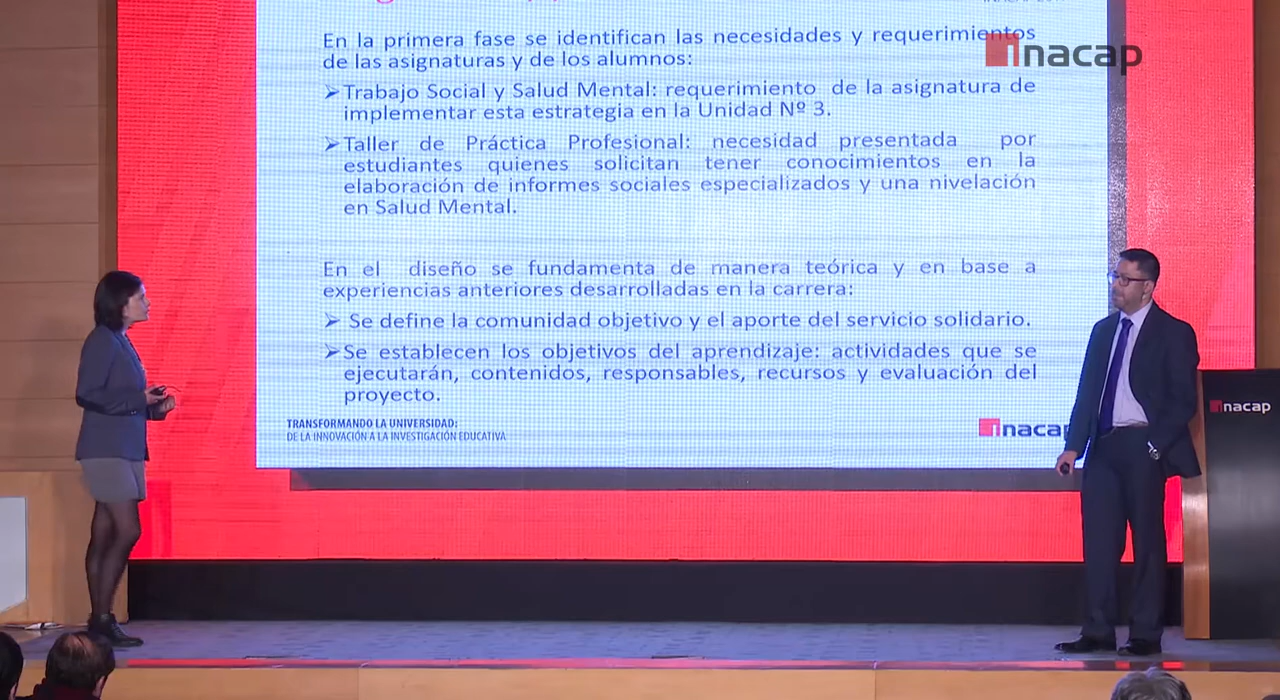 En la primera fase se identifican las necesidades y requerimientos
de las asignaturas y de los alumnos:
inacap
➢Trabajo Social y Salud Mental: requerimiento de la asignatura de
implementar esta estrategia en la Unidad Nº 3.
➢Taller de Práctica Profesional: necesidad presentada por
estudiantes quienes solicitan tener conocimientos en la
elaboración de informes sociales especializados y una nivelación
en Salud Mental.
En el diseño se fundamenta de manera teórica y en base a
experiencias anteriores desarrolladas en la carrera:
➢ Se define la comunidad objetivo y el aporte del servicio solidario.
➢Se establecen los objetivos del aprendizaje: actividades que se
ejecutarán, contenidos, responsables, recursos y evaluación del
proyecto.
TRANSFORMANDO LA UNIVERSIDAD:
DE LA INNOVACIÓN A LA INVESTIGACIÓN EDUCATIVA
inacap
inacap